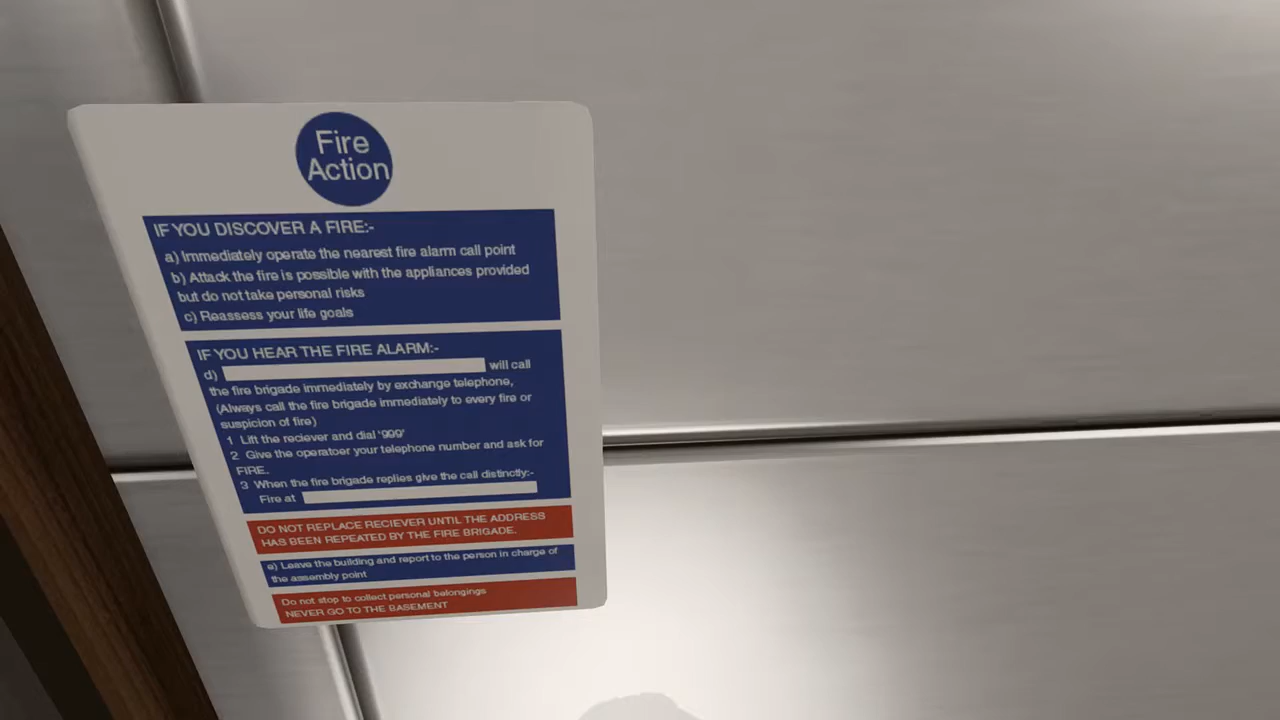 Fire
Action
IF YOU DISCOVER A FIRE:-
a) Immediately operate the nearest fire alarm call point
b) Attack the fire is possible with the appliances provided
but do not take personal risks
c) Reassess your life goals
IF YOU HEAR THE FIRE ALARM:-
d) will call
the fire brigade immediately by exchange telephone,
(Always call the fire brigade immediately to every fire or
suspicion of fire)
1 Lift the reciever and dial '999'
2 Give the operatoer your telephone number and ask for
FIRE.
3 When the fire brigade replies give the call distinctly:-
Fire at
DO NOT REPLACE RECIEVER UNTIL THE ADDRESS
HAS BEEN REPEATED BY THE FIRE BRIGADE.
e) Leave the building and report to the person in charge of
the assembly point
Do not stop to collect personal belongings
NEVER GO TO THE BASEMENT